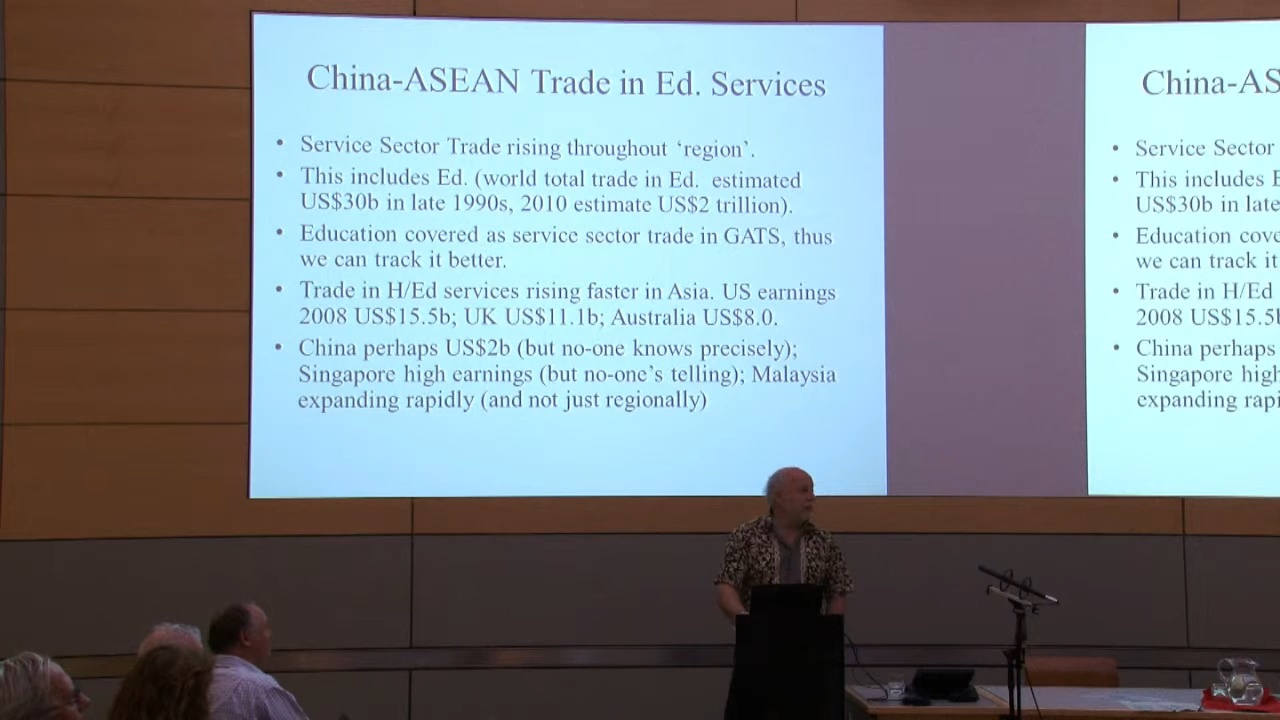 China-ASEAN Trade in Ed. Services
• Service Sector Trade rising throughout ‘region’.
• This includes Ed. (world total trade in Ed. estimated
US$30b in late 1990s, 2010 estimate US$2 trillion).
• Education covered as service sector trade in GATS, thus
we can track it better.
• Trade in H/Ed services rising faster in Asia. US earnings
2008 US$15.5b; UK US$11.1b; Australia US$8.0.
• China perhaps US$2b (but no-one knows precisely);
Singapore high earnings (but no-one’s telling); Malaysia
expanding rapidly (and not just regionally)
China-AS
• Service Sector
• This includes E
US$30b in late
• Education cove
we can track it
• Trade in H/Ed
2008 US$15.5b
• China perhaps
Singapore high
expanding rapi